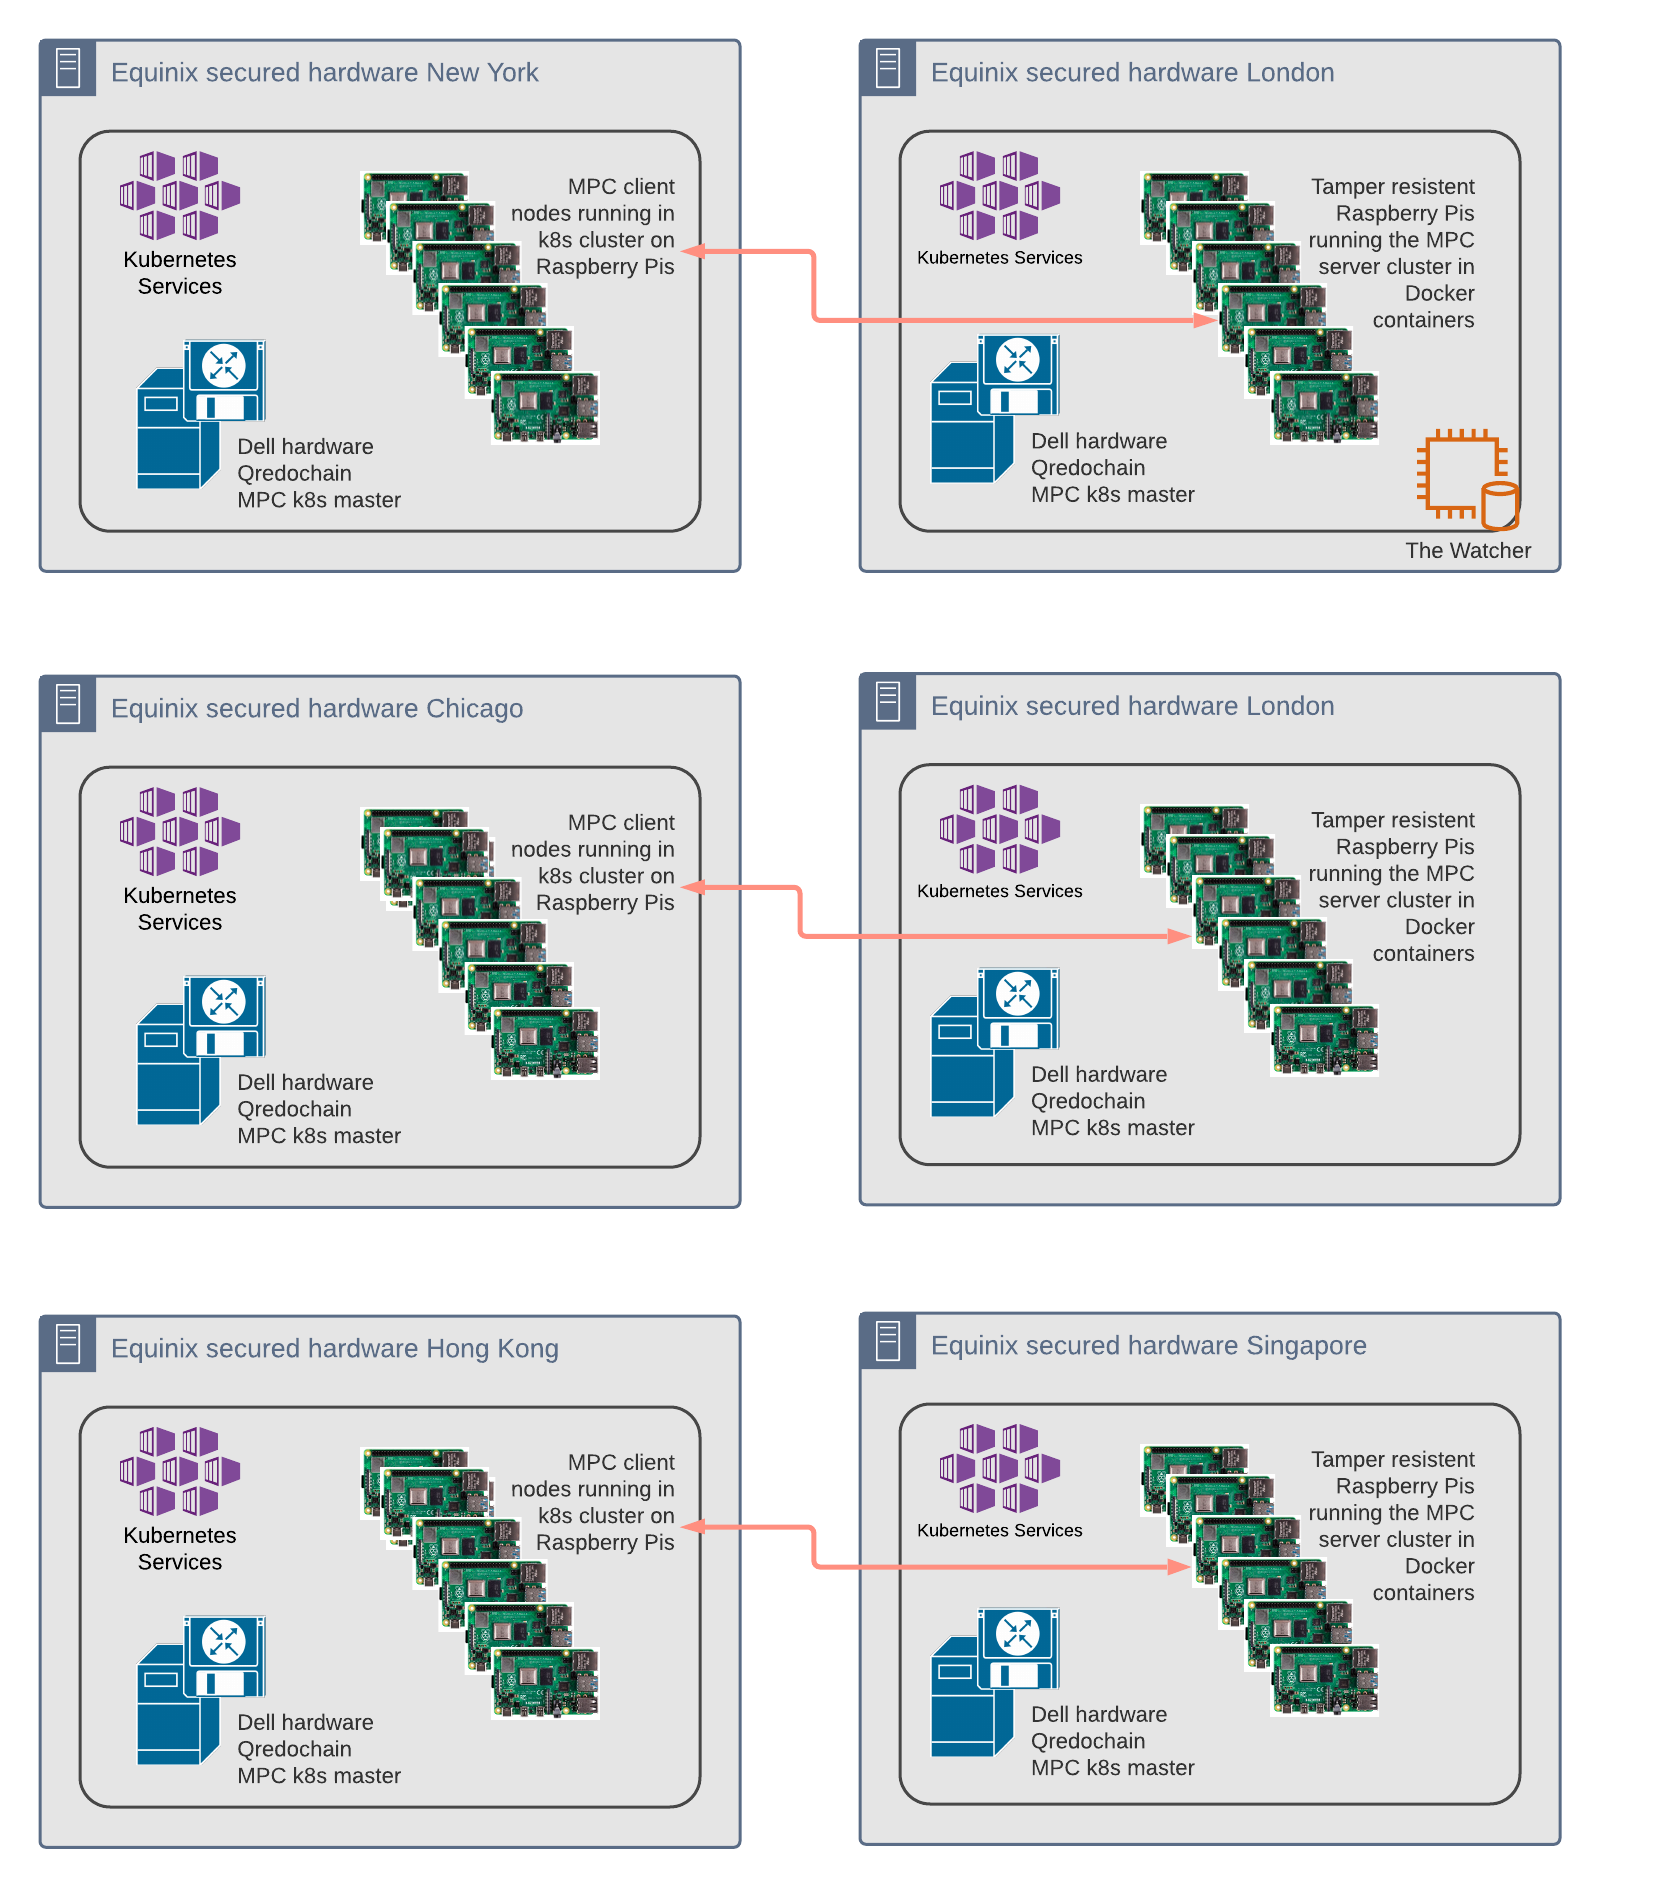 Equinix secured hardware New York
Kubernetes
Services
MPC client
nodes running in
k8s cluster on
Raspberry Pis
Dell hardware
Qredochain
MPC k8s master
Equinix secured hardware London
Kubernetes Services
Tamper resistent
Raspberry Pis
running the MPC
server cluster in
Docker
containers
Dell hardware
Qredochain
MPC k8s master
The Watcher
Equinix secured hardware Chicago
Kubernetes
Services
MPC client
nodes running in
k8s cluster on
Raspberry Pis
Dell hardware
Qredochain
MPC k8s master
Equinix secured hardware London
Kubernetes Services
Tamper resistent
Raspberry Pis
running the MPC
server cluster in
Docker
containers
Dell hardware
Qredochain
MPC k8s master
Equinix secured hardware Hong Kong
Kubernetes
Services
MPC client
nodes running in
k8s cluster on
Raspberry Pis
Dell hardware
Qredochain
MPC k8s master
Equinix secured hardware Singapore
Kubernetes Services
Tamper resistent
Raspberry Pis
running the MPC
server cluster in
Docker
containers
Dell hardware
Qredochain
MPC k8s master